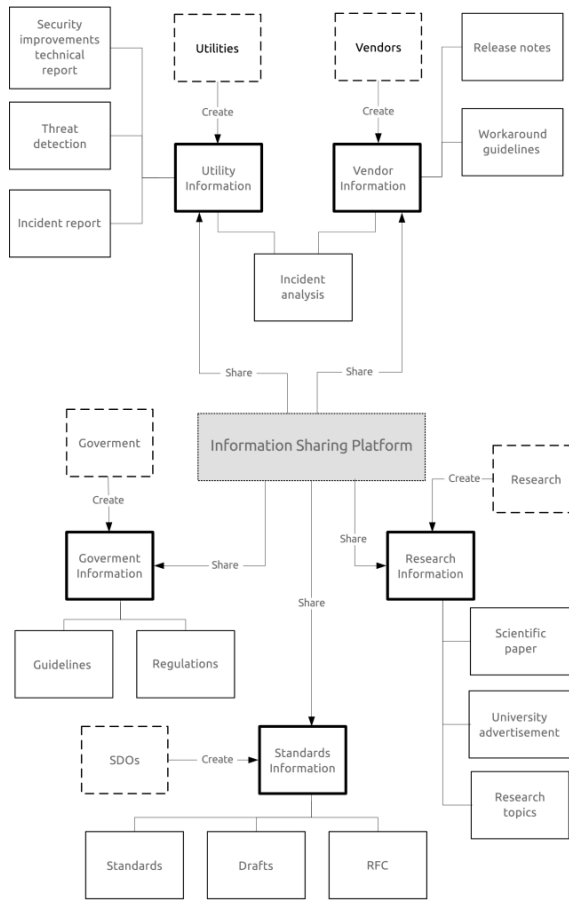 Security
improvements
technical
report
Utilities
Vendors
Release notes
Create
Create
Threat
detection
Utility
Information
Vendor
Information
Workaround
guidelines
Incident report
Incident
analysis
Share
Share
Information Sharing Platform
Goverment
Create
Research
Create
Goverment
Information
Share
Share
Research
Information
Share
Guidelines
Regulations
Scientific
paper
University
advertisement
SDOs
Create
Standards
Information
Research
topics
Standards
Drafts
RFC